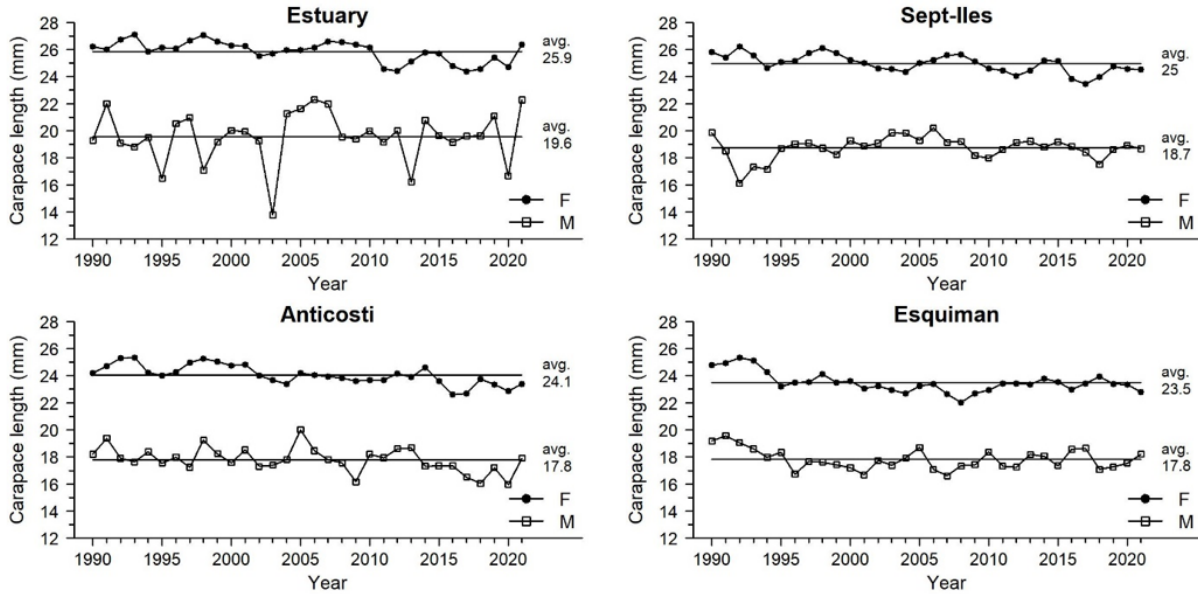 Estuary
28
26
24
22
20
18
16
14
12
Carapace length (mm)
avg.
25.9
avg.
19.6
F
M
1990 1995 2000 2005 2010 2015 2020
Year
Sept-Iles
28
26
24
22
20
18
16
14
12
Carapace length (mm)
avg.
25
avg.
18.7
F
M
1990 1995 2000 2005 2010 2015 2020
Year
Anticosti
28
26
24
22
20
18
16
14
12
Carapace length (mm)
avg.
24.1
avg.
17.8
F
M
1990 1995 2000 2005 2010 2015 2020
Year
Esquiman
28
26
24
22
20
18
16
14
12
Carapace length (mm)
avg.
23.5
avg.
17.8
F
M
1990 1995 2000 2005 2010 2015 2020
Year